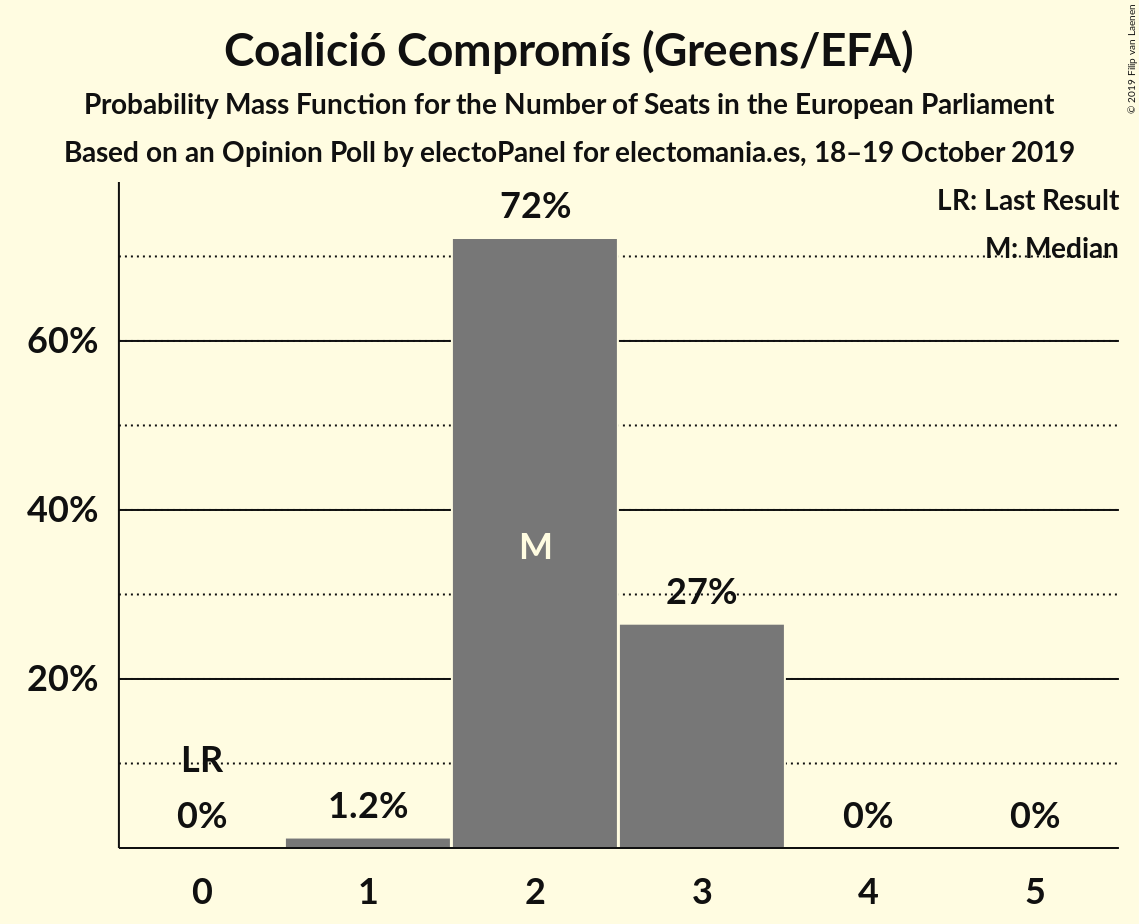 Coalició Compromís (Greens/EFA)
Probability Mass Function for the Number of Seats in the European Parliament
Based on an Opinion Poll by electoPanel for electomania.es, 18–19 October 2019
© 2019 Filip van Laenen
LR: Last Result
M: Median
72%
60%
40%
M
27%
20%
LR
0%
1.2%
0%
0%
0 1 2 3 4 5